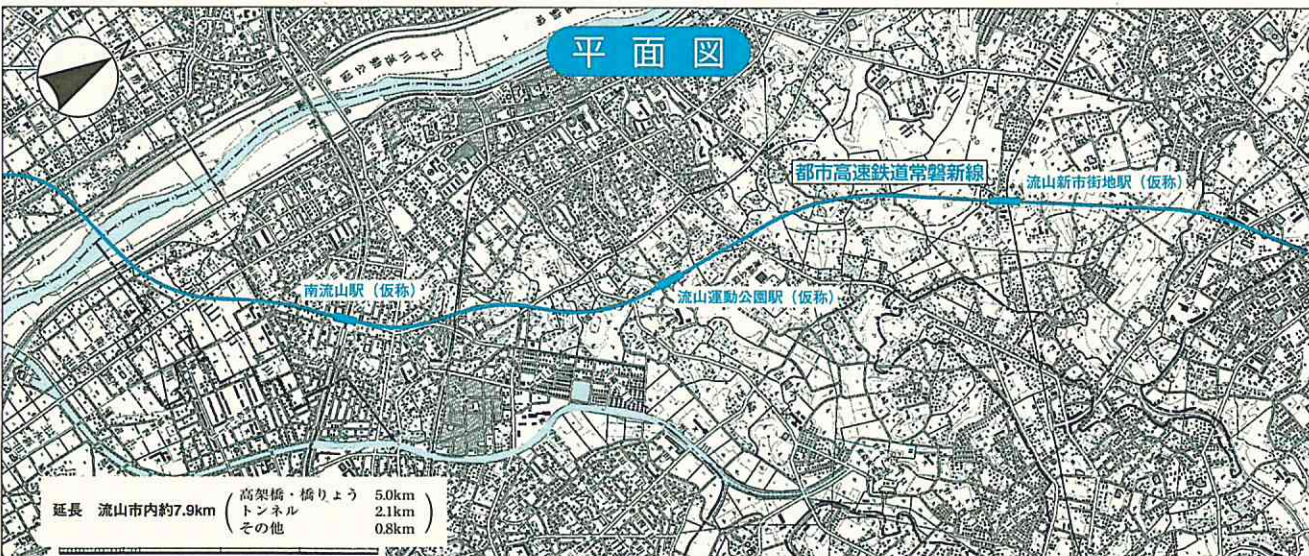 平面図
N
都市高速鉄道常磐新線
流山新市街地駅（仮称）
南流山駅（仮称）
流山運動公園駅（仮称）
延長 流山市内約7.9km
高架橋・橋りょう 5.0km
トンネル 2.1km
その他 0.8km